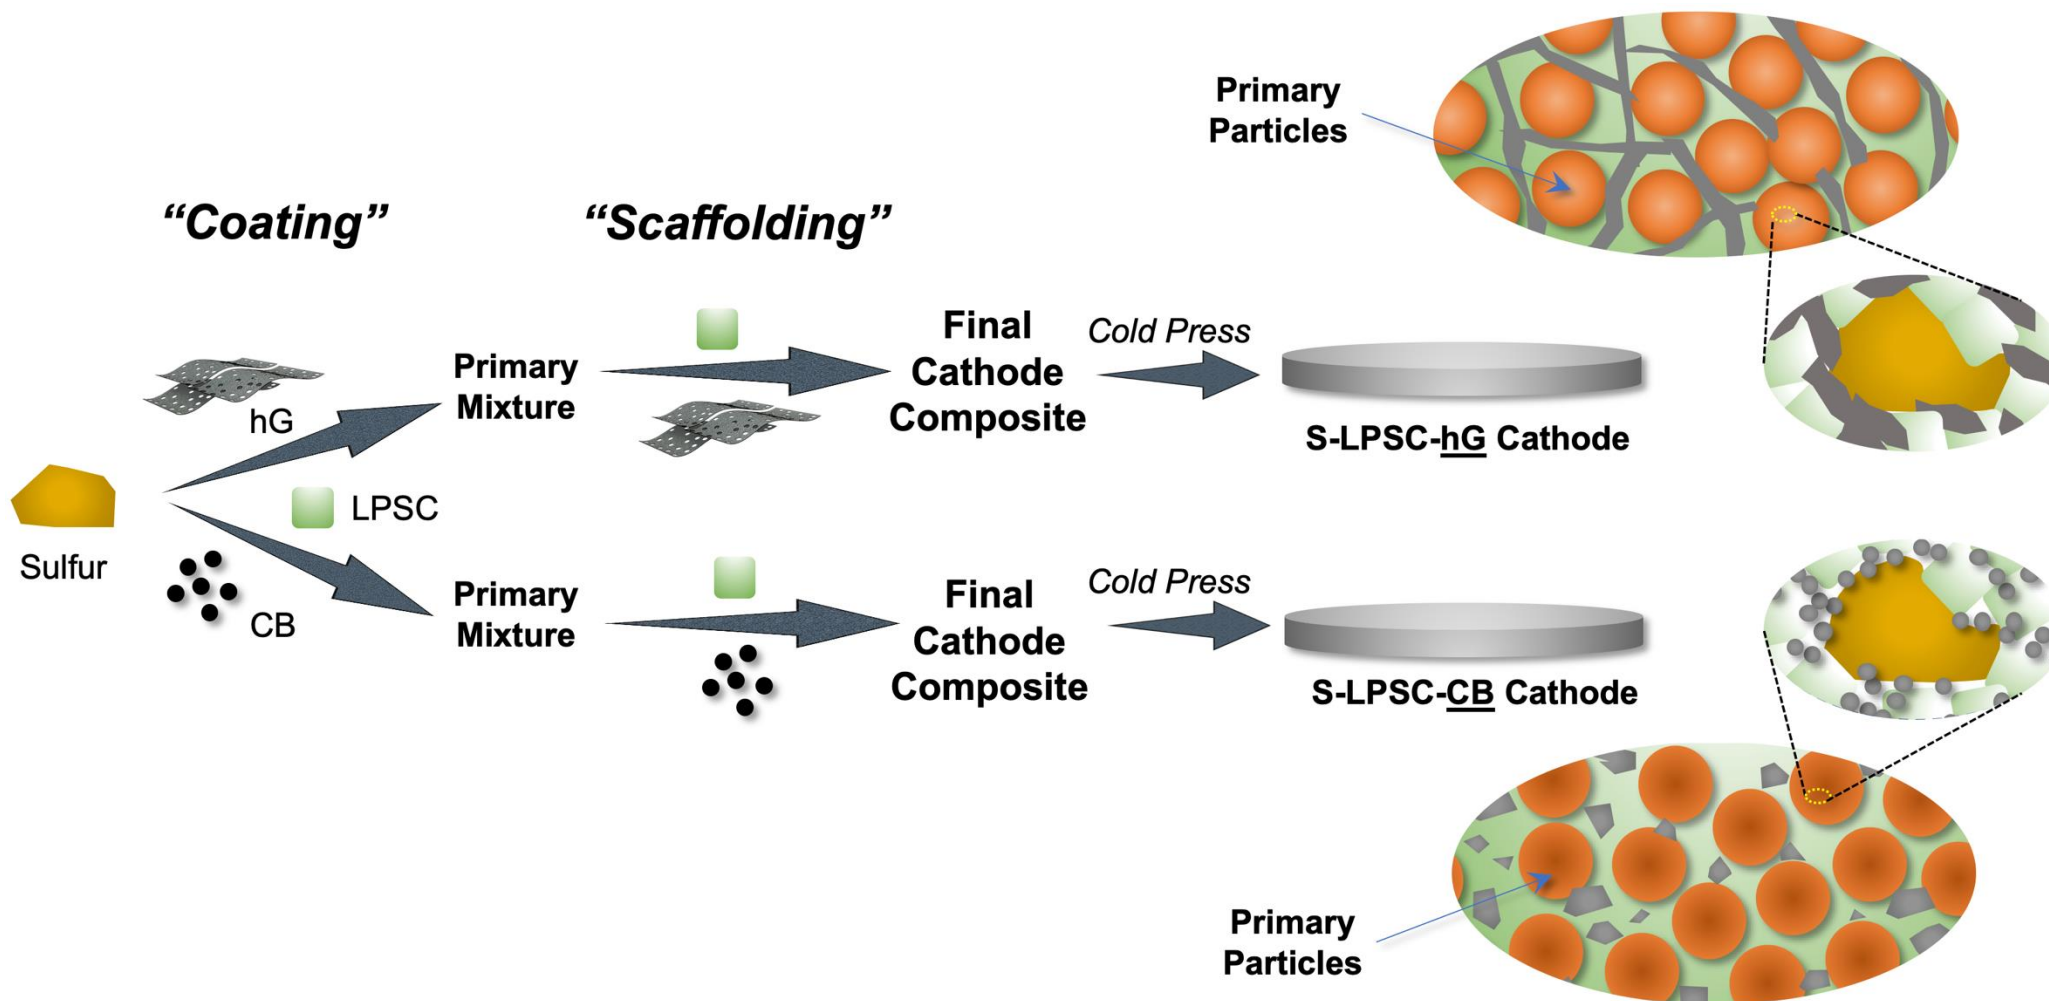 Primary
Particles
“Coating”
“Scaffolding”
hG
Primary
Mixture
Final
Cathode
Composite
Cold Press
S-LPSC-hG Cathode
Sulfur
LPSC
CB
Primary
Mixture
Final
Cathode
Composite
Cold Press
S-LPSC-CB Cathode
Primary
Particles